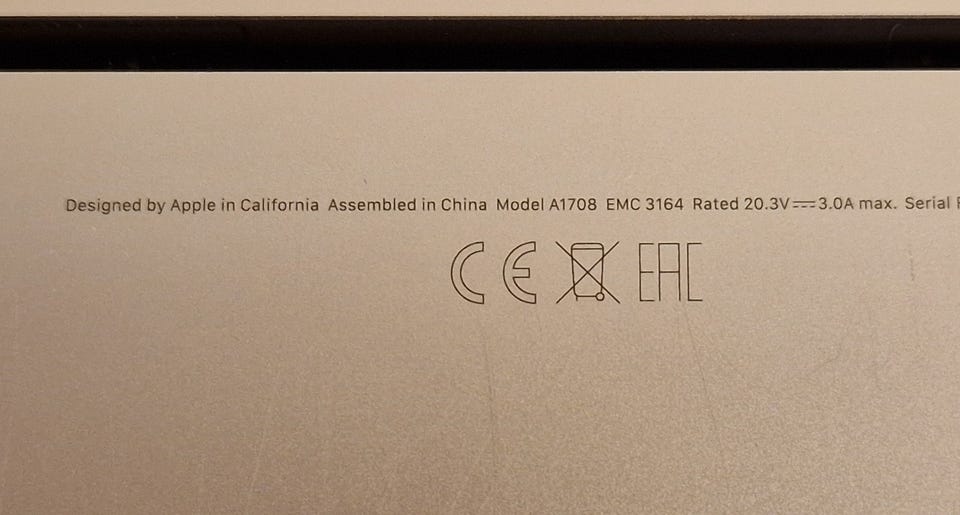 Designed by Apple in California Assembled in China Model A1708 EMC 3164 Rated 20.3V⎓3.0A max. Serial
CE EAC